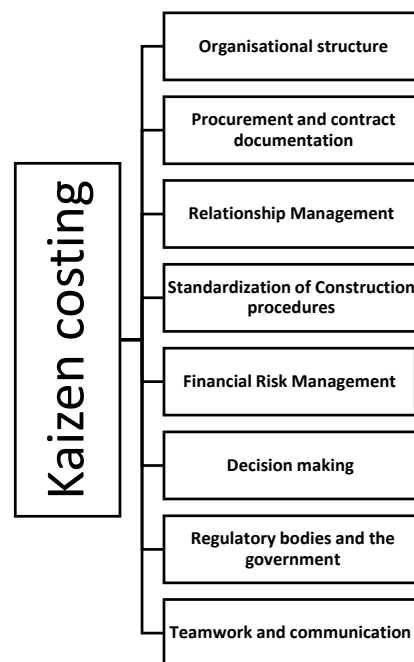 Kaizen costing
Organisational structure
Procurement and contract
documentation
Relationship Management
Standardization of Construction
procedures
Financial Risk Management
Decision making
Regulatory bodies and the
government
Teamwork and communication